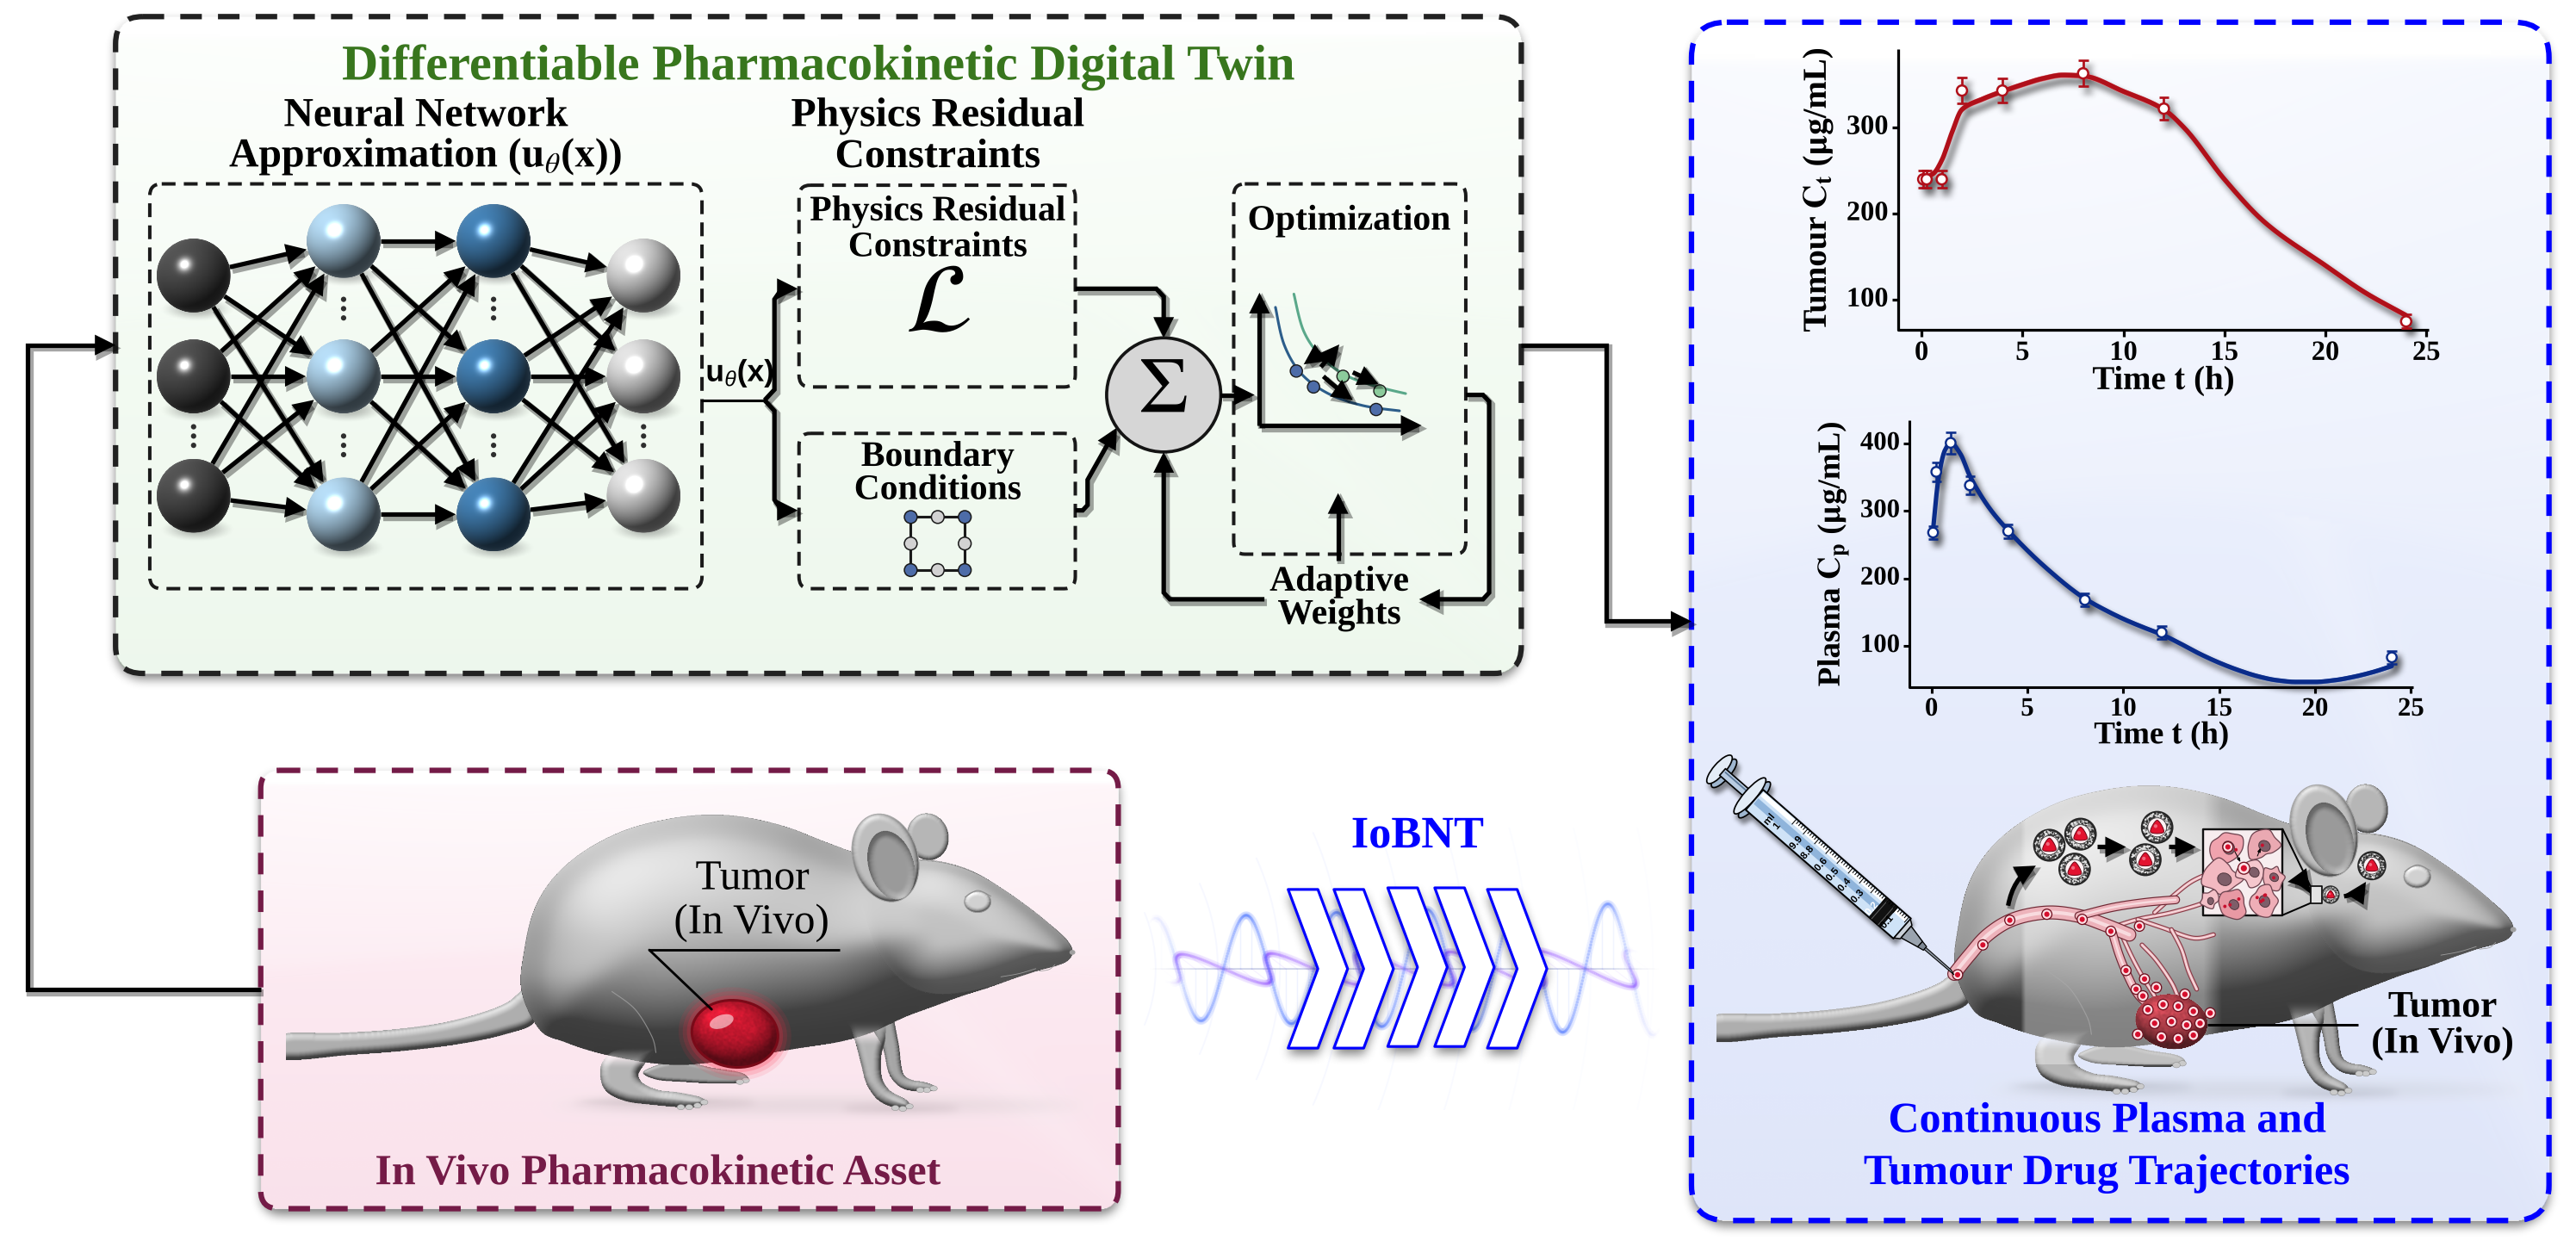 Differentiable Pharmacokinetic Digital Twin
Neural Network
Approximation (uθ(x))
Physics Residual
Constraints
Physics Residual
Constraints
ℒ
uθ(x)
Boundary
Conditions
Σ
Optimization
Adaptive
Weights
Tumour Ct (µg/mL)
300
200
100
0 5 10 15 20 25
Time t (h)
Plasma Cp (µg/mL)
400
300
200
100
0 5 10 15 20 25
Time t (h)
Tumor
(In Vivo)
In Vivo Pharmacokinetic Asset
IoBNT
ml
1
Tumor
(In Vivo)
Continuous Plasma and
Tumour Drug Trajectories